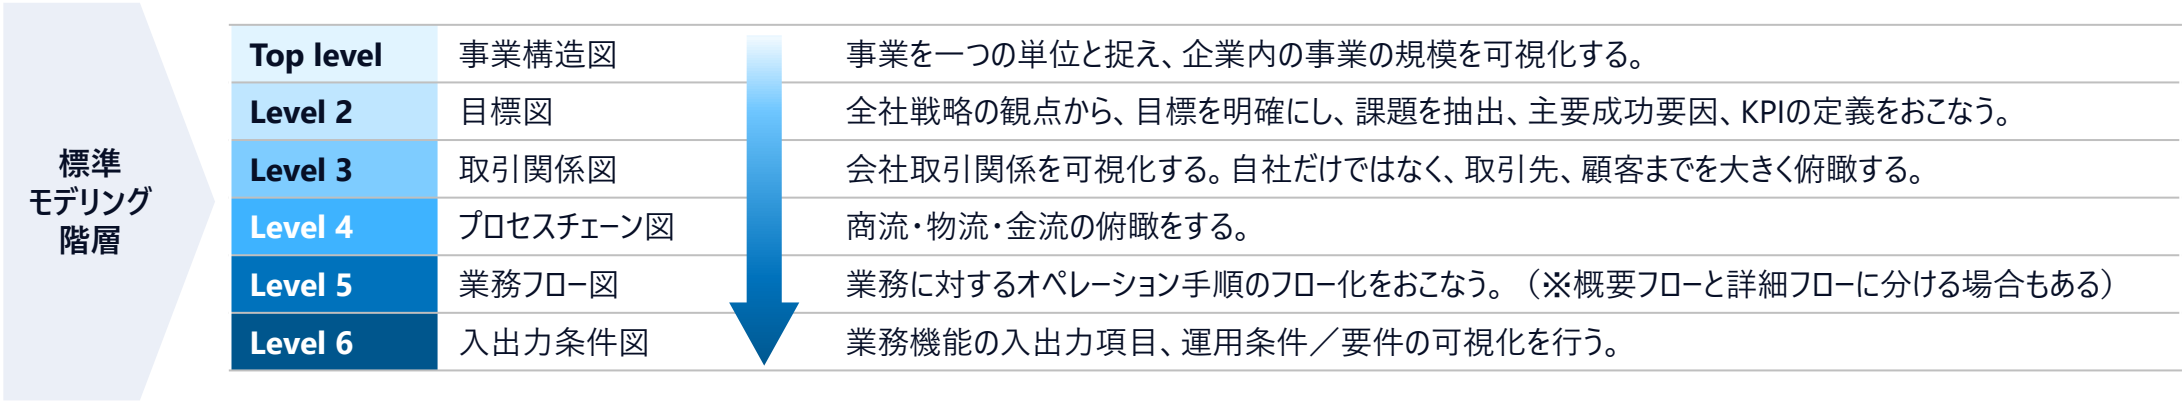 標準
モデリング
階層
Top level 事業構造図 事業を一つの単位と捉え、企業内の事業の規模を可視化する。
Level 2 目標図 全社戦略の観点から、目標を明確にし、課題を抽出、主要成功要因、KPIの定義をおこなう。
Level 3 取引関係図 会社取引関係を可視化する。自社だけではなく、取引先、顧客までを大きく俯瞰する。
Level 4 プロセスチェーン図 商流・物流・金流の俯瞰をする。
Level 5 業務フロー図 業務に対するオペレーション手順のフロー化をおこなう。（※概要フローと詳細フローに分ける場合もある）
Level 6 入出力条件図 業務機能の入出力項目、運用条件／要件の可視化を行う。